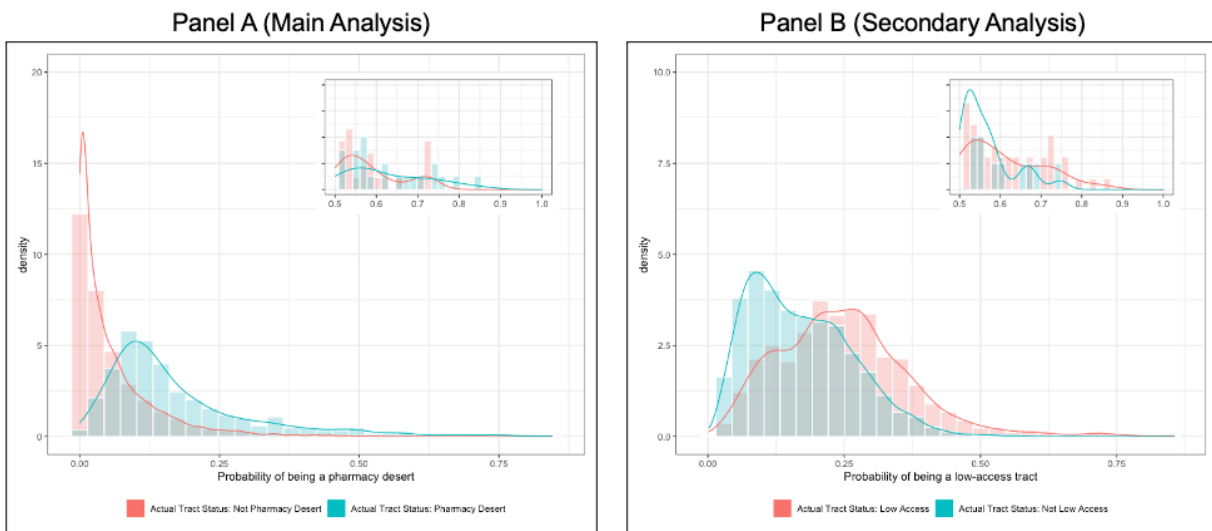 Panel A (Main Analysis)
20
15
10
5
0
density
0.5 0.6 0.7 0.8 0.9 1.0
0.00 0.25 0.50 0.75
Probability of being a pharmacy desert
Actual Tract Status: Not Pharmacy Desert Actual Tract Status: Pharmacy Desert
Panel B (Secondary Analysis)
10.0
7.5
5.0
2.5
0.0
density
0.5 0.6 0.7 0.8 0.9 1.0
0.00 0.25 0.50 0.75
Probability of being a low-access tract
Actual Tract Status: Low Access Actual Tract Status: Not Low Access